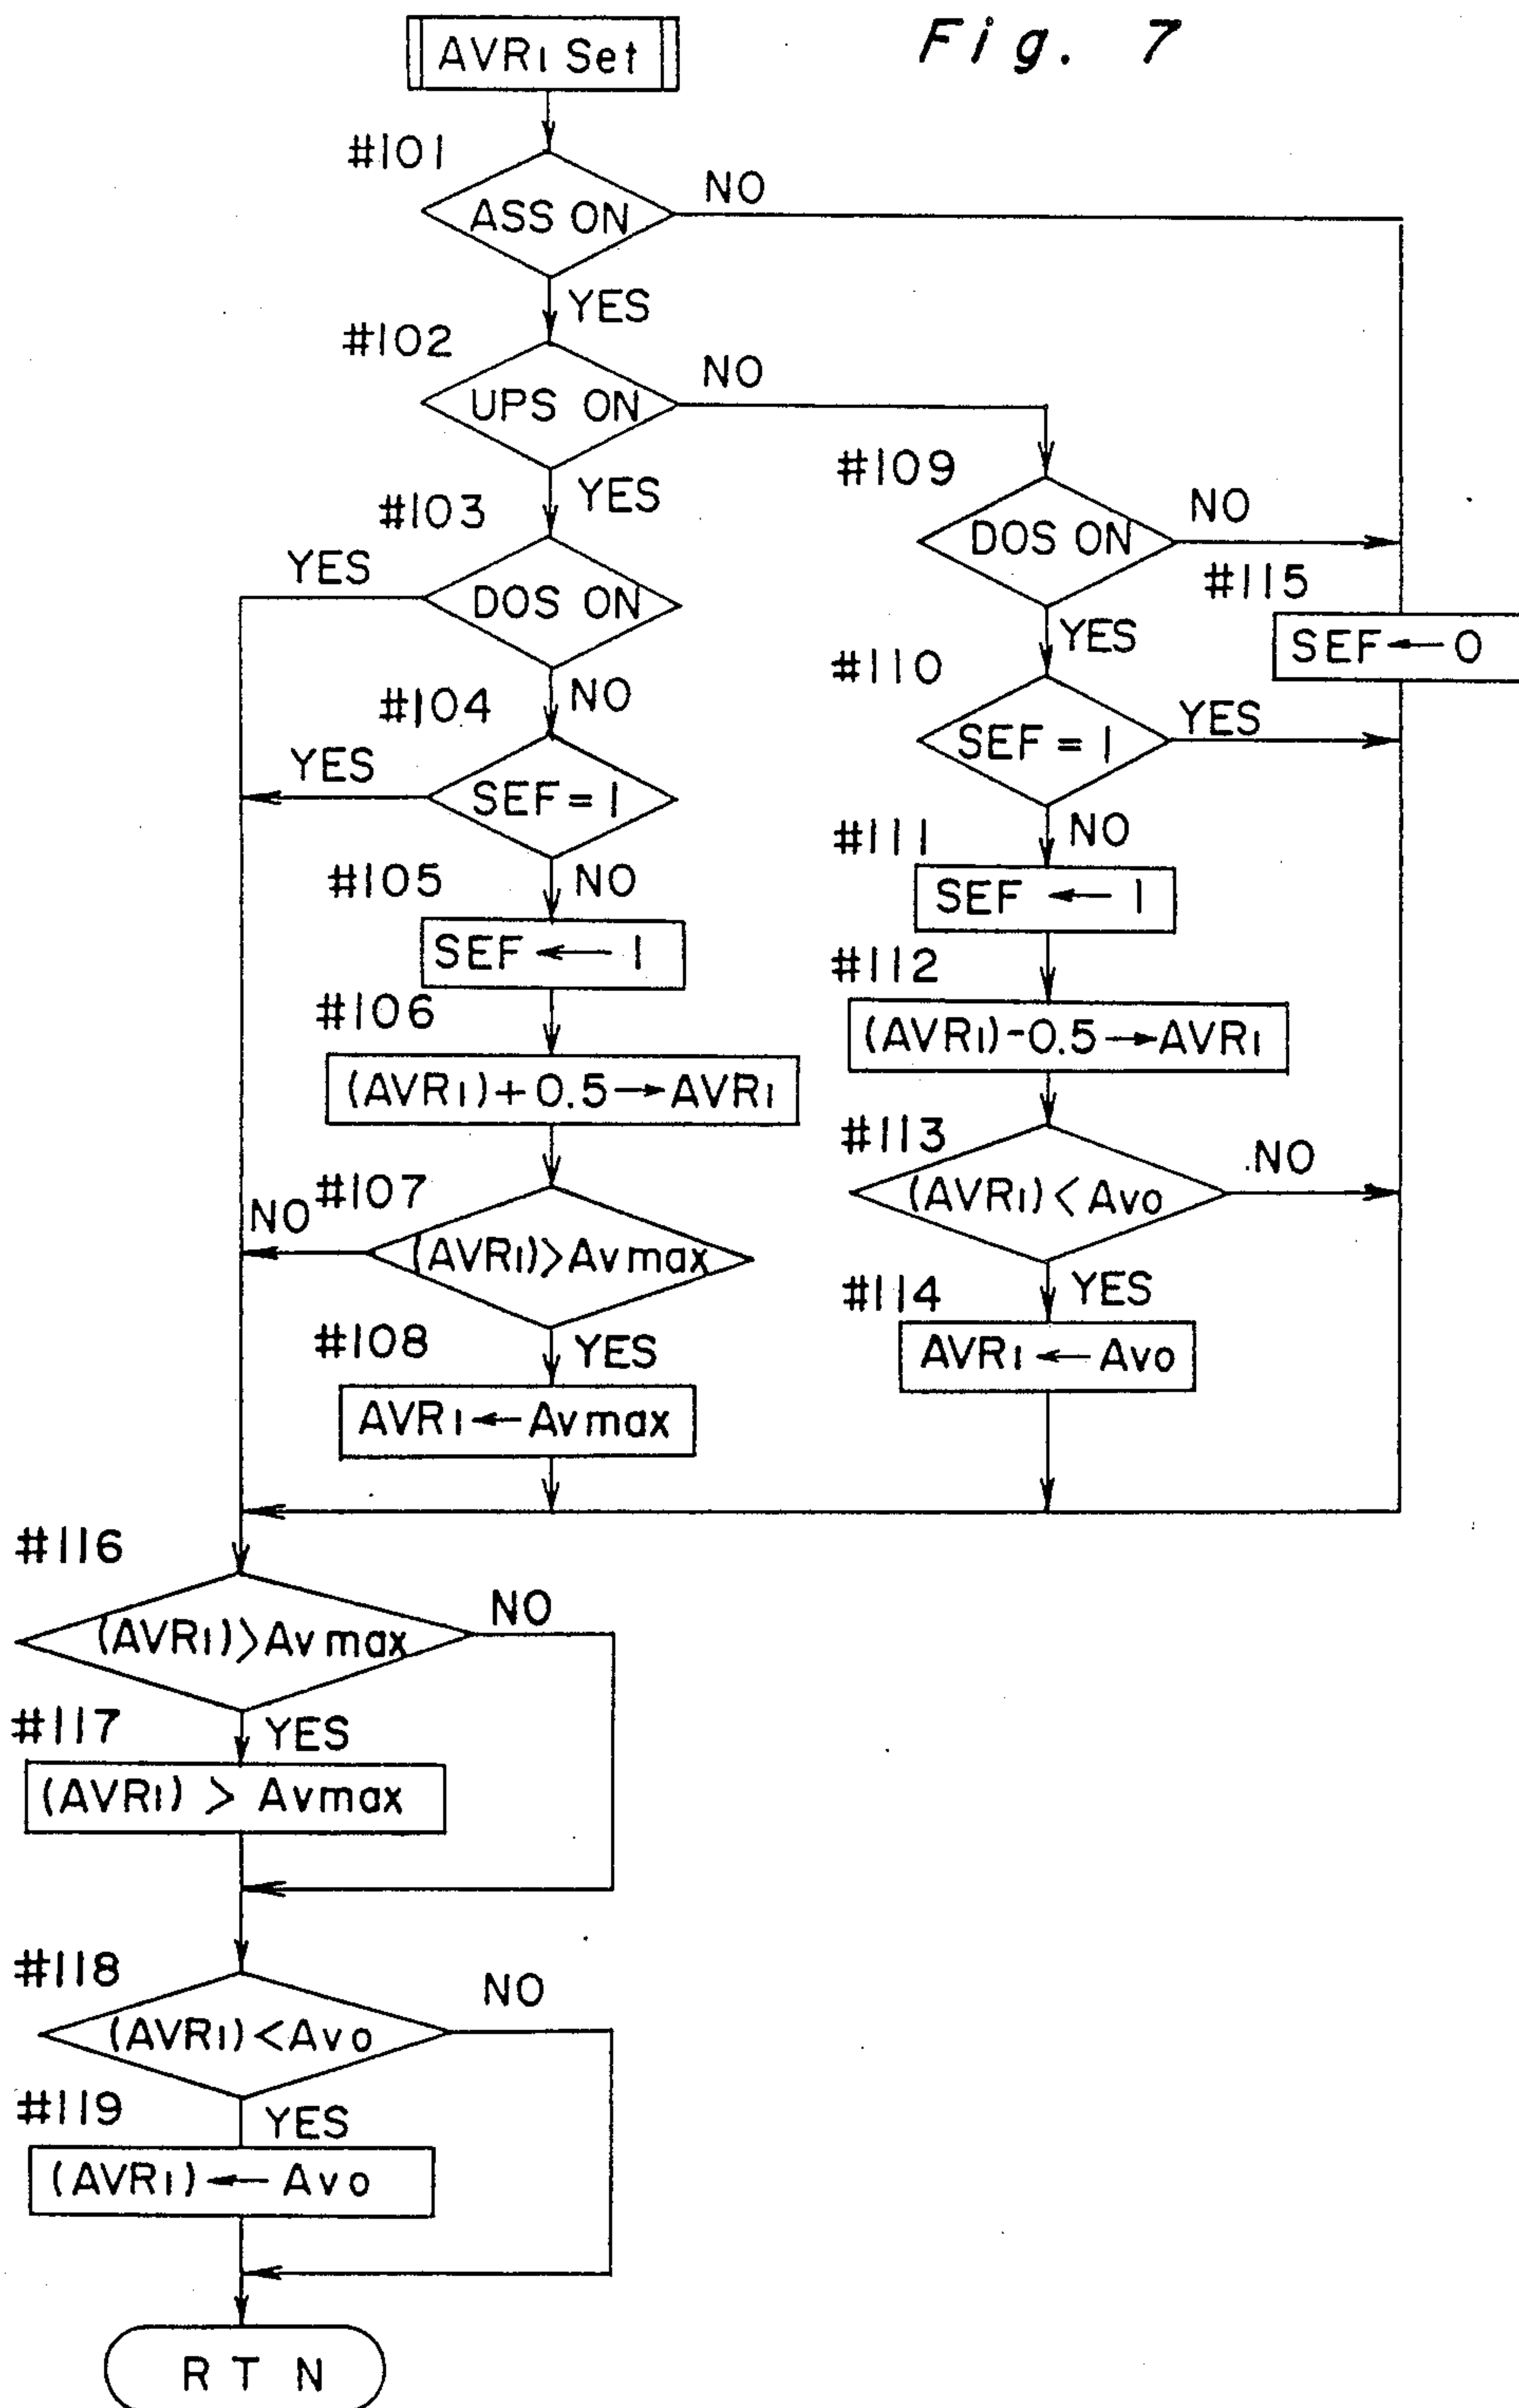 Fig. 7
AVR1 Set
#101
ASS ON
NO
YES
#102
UPS ON
NO
YES
#103
DOS ON
YES
NO
#104
SEF=1
YES
NO
#105
SEF ← 1
#106
(AVR1)+0.5→AVR1
#107
(AVR1)>Avmax
NO
YES
#108
AVR1←Avmax
#109
DOS ON
NO
YES
#110
SEF=1
YES
NO
#111
SEF ← 1
#112
(AVR1)-0.5→AVR1
#113
(AVR1)<Avo
NO
YES
#114
AVR1←Avo
#115
SEF←0
#116
(AVR1)>Avmax
NO
YES
#117
(AVR1) > Avmax
#118
(AVR1)<Avo
NO
YES
#119
(AVR1)← Avo
RTN